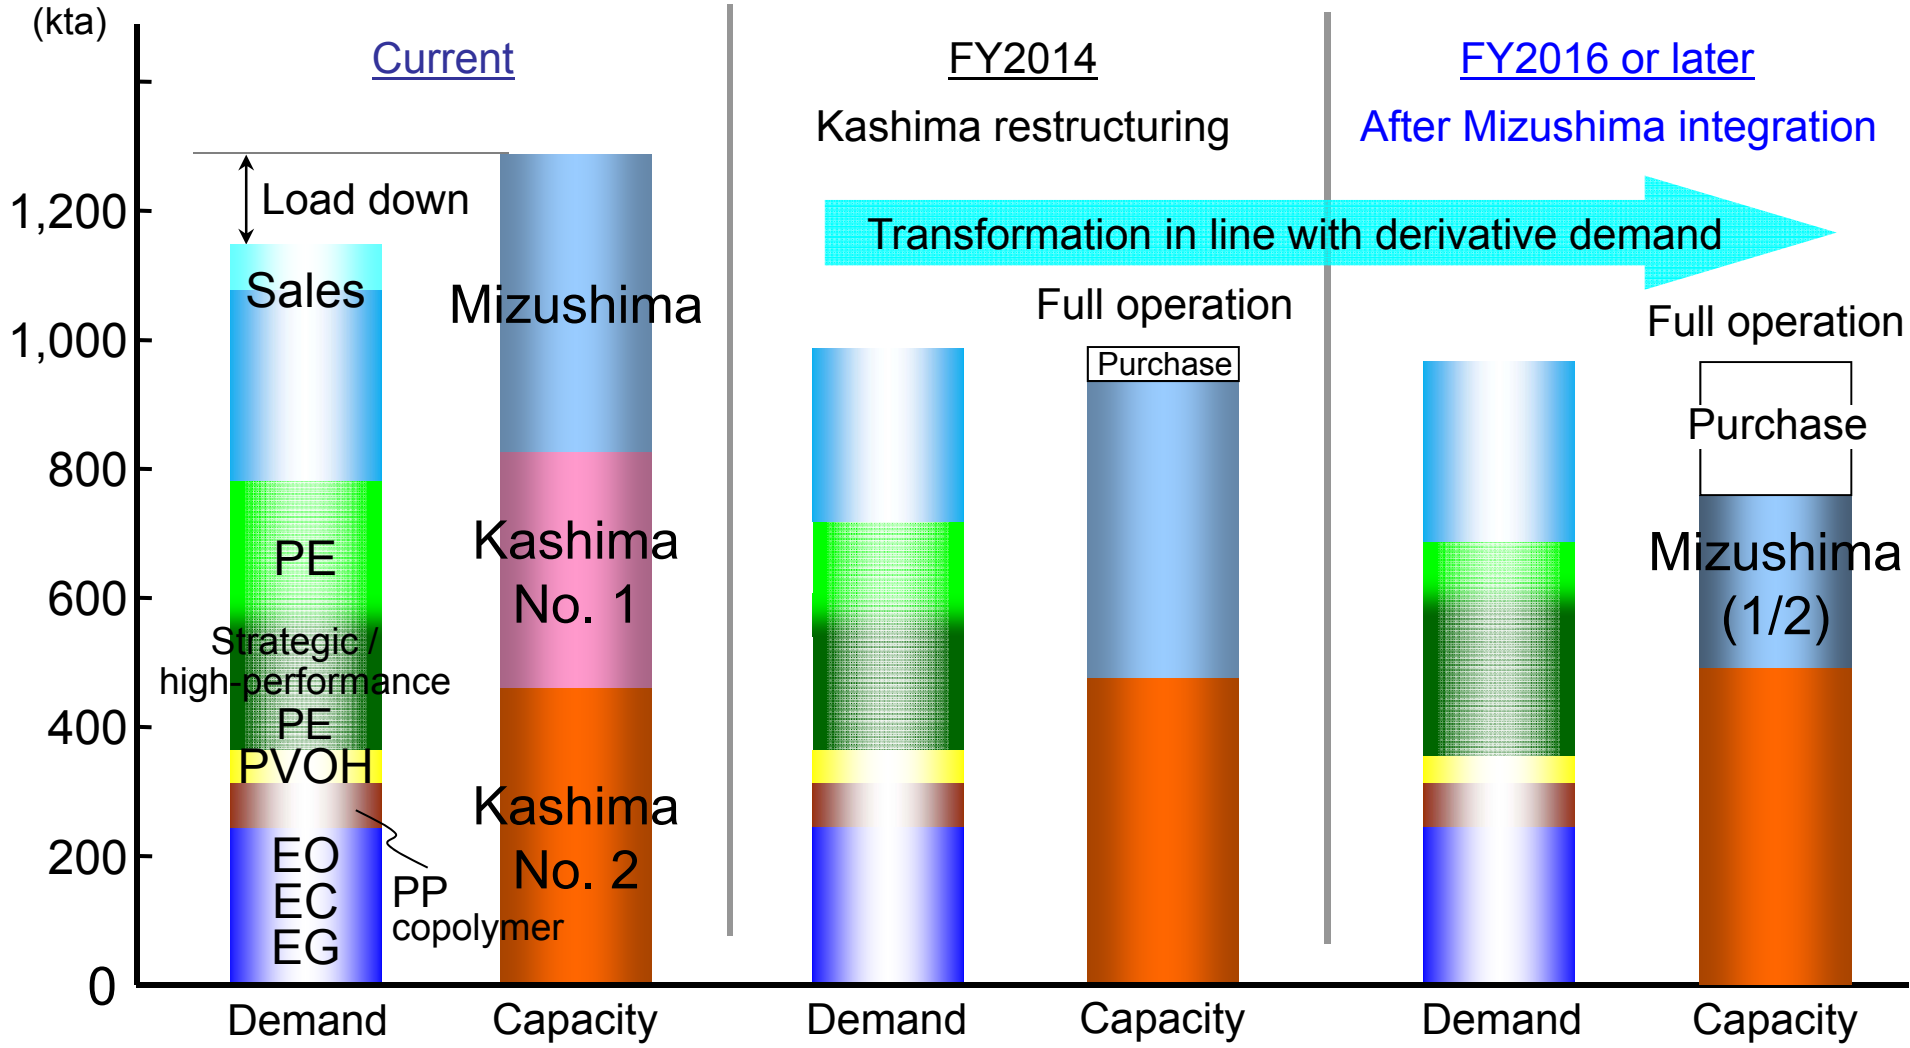 (kta)
Current
FY2014
FY2016 or later
Kashima restructuring
After Mizushima integration
Load down
1,200
Transformation in line with derivative demand
Sales
Mizushima
Full operation
Full operation
1,000
Purchase
Purchase
800
PE
Kashima
No. 1
Mizushima
(1/2)
600
Strategic /
high-performance
PE
400
PVOH
Kashima
No. 2
200
EO
EC
EG
PP
copolymer
0
Demand
Capacity
Demand
Capacity
Demand
Capacity